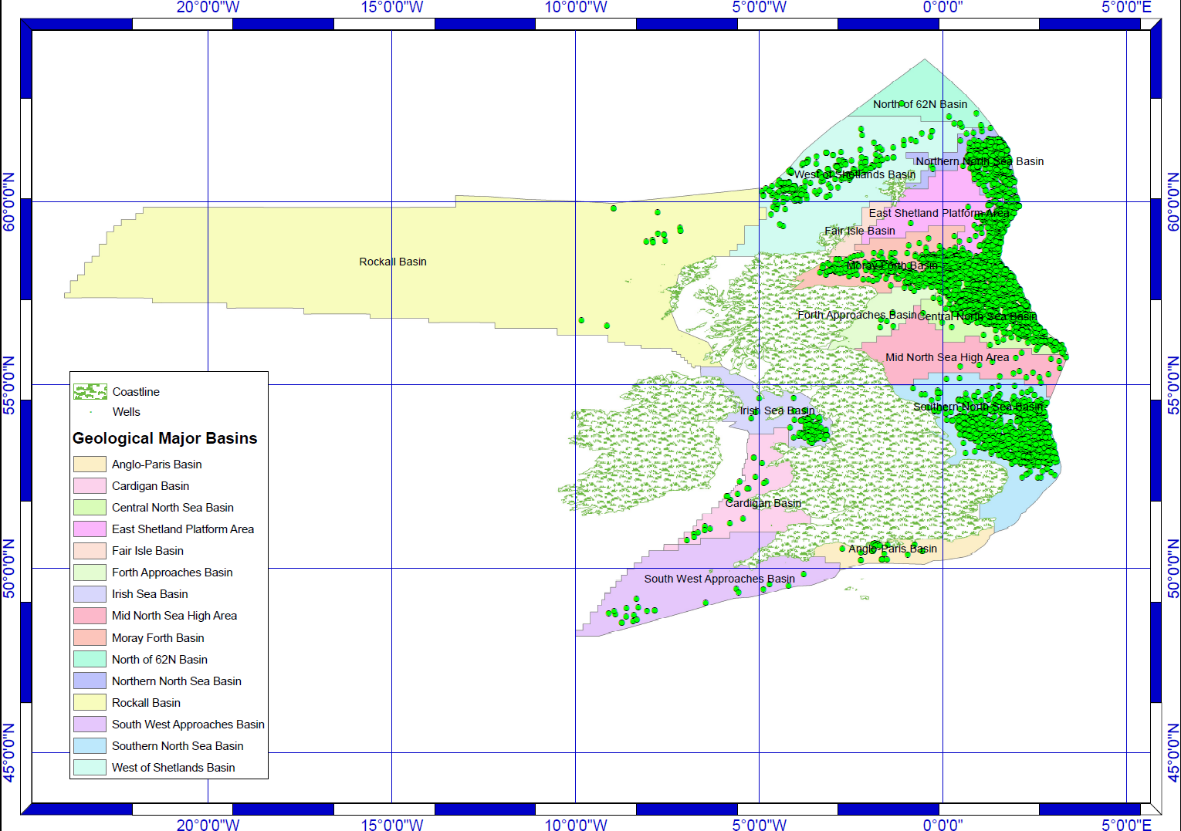 20°0'0"W 15°0'0"W 10°0'0"W 5°0'0"W 0°0'0" 5°0'0"E
North of 62N Basin
Northern North Sea Basin
West of Shetlands Basin
60°0'0"N 60°0'0"N
East Shetland Platform Area
Fair Isle Basin
Rockall Basin
Moray Forth Basin
Forth Approaches Basin
Central North Sea Basin
Mid North Sea High Area
55°0'0"N 55°0'0"N
Coastline
Wells
Southern North Sea Basin
Irish Sea Basin
Geological Major Basins
Anglo-Paris Basin
Cardigan Basin
Central North Sea Basin
East Shetland Platform Area
Fair Isle Basin
Forth Approaches Basin
Irish Sea Basin
Mid North Sea High Area
Moray Forth Basin
North of 62N Basin
Northern North Sea Basin
Rockall Basin
South West Approaches Basin
Southern North Sea Basin
West of Shetlands Basin
Cardigan Basin
Anglo-Paris Basin
50°0'0"N 50°0'0"N
South West Approaches Basin
45°0'0"N 45°0'0"N
20°0'0"W 15°0'0"W 10°0'0"W 5°0'0"W 0°0'0" 5°0'0"E